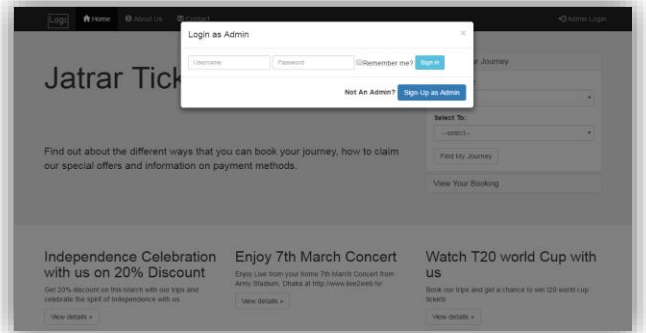 Logo Home About Us Contact Admin Login
Login as Admin ×
Username Password Remember me? Sign in
Not An Admin? Sign-Up as Admin
Jatrar Tick
r Journey
Select To:
--select--
Find My Journey
View Your Booking
Find out about the different ways that you can book your journey, how to claim
our special offers and information on payment methods.
Independence Celebration
with us on 20% Discount
Get 20% discount on this March with our trips and
celebrate the spirit of Independence with us.
View details »
Enjoy 7th March Concert
Enjoy Live from your home 7th March Concert from
Army Stadium, Dhaka at http://www.live2web.tv/
View details »
Watch T20 world Cup with
us
Book our trips and get a chance to win t20 world cup
tickets
View details »